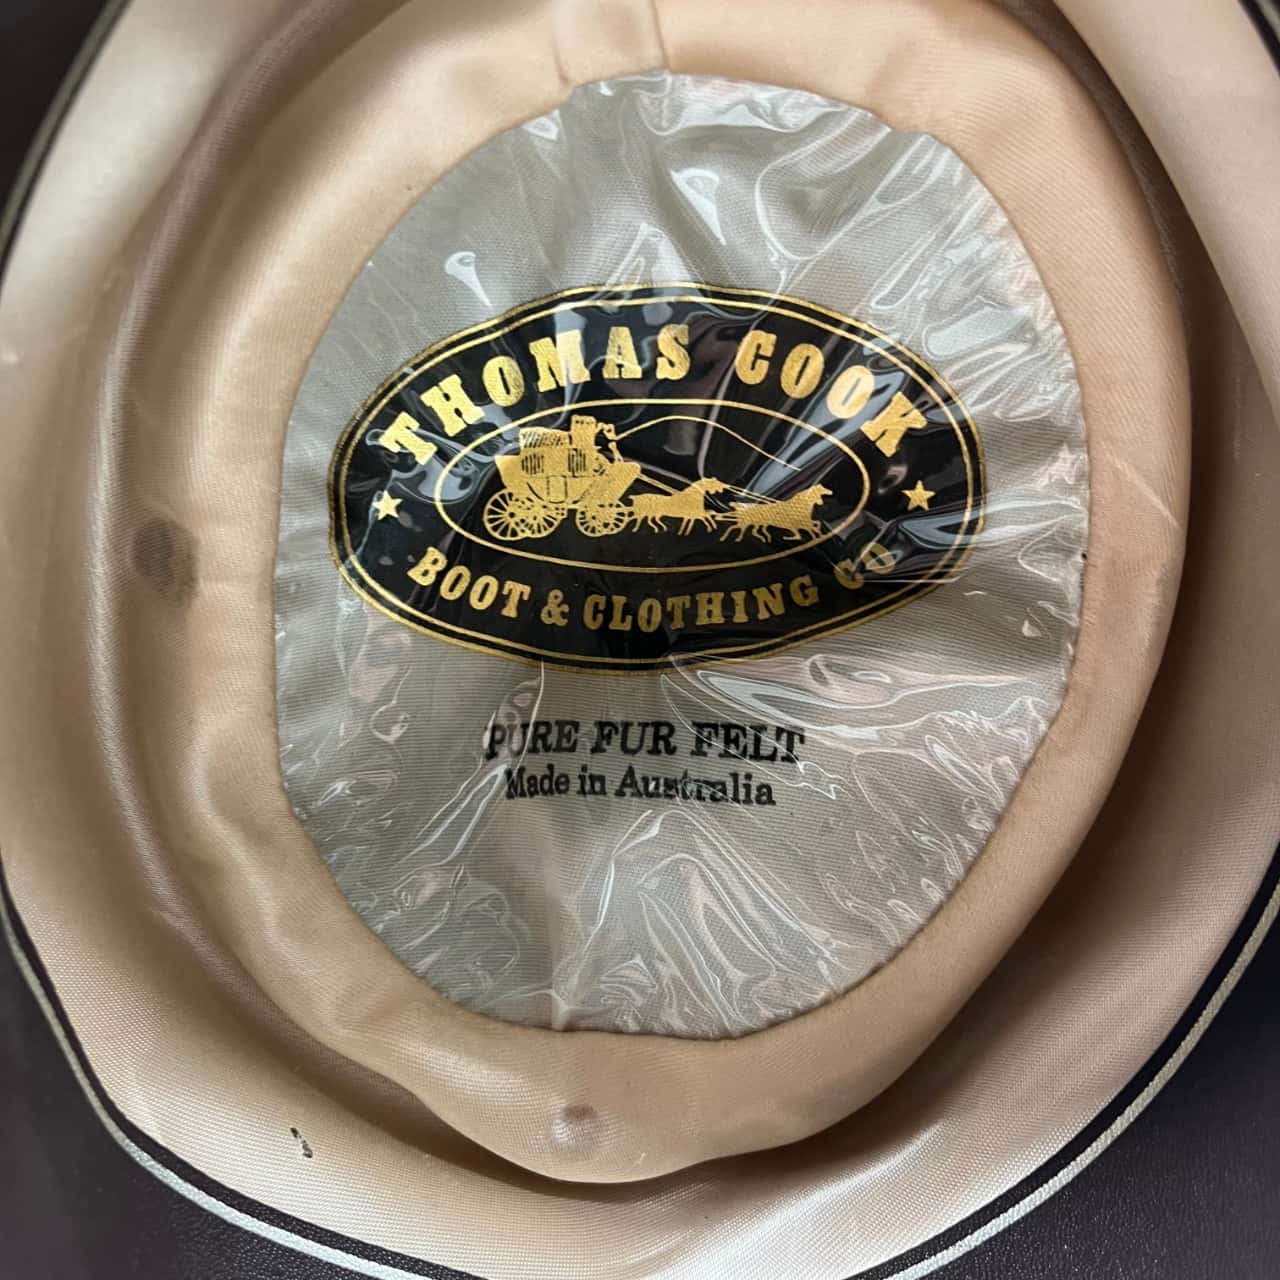 THOMAS COOK
BOOT & CLOTHING CO
PURE FUR FELT
Made in Australia